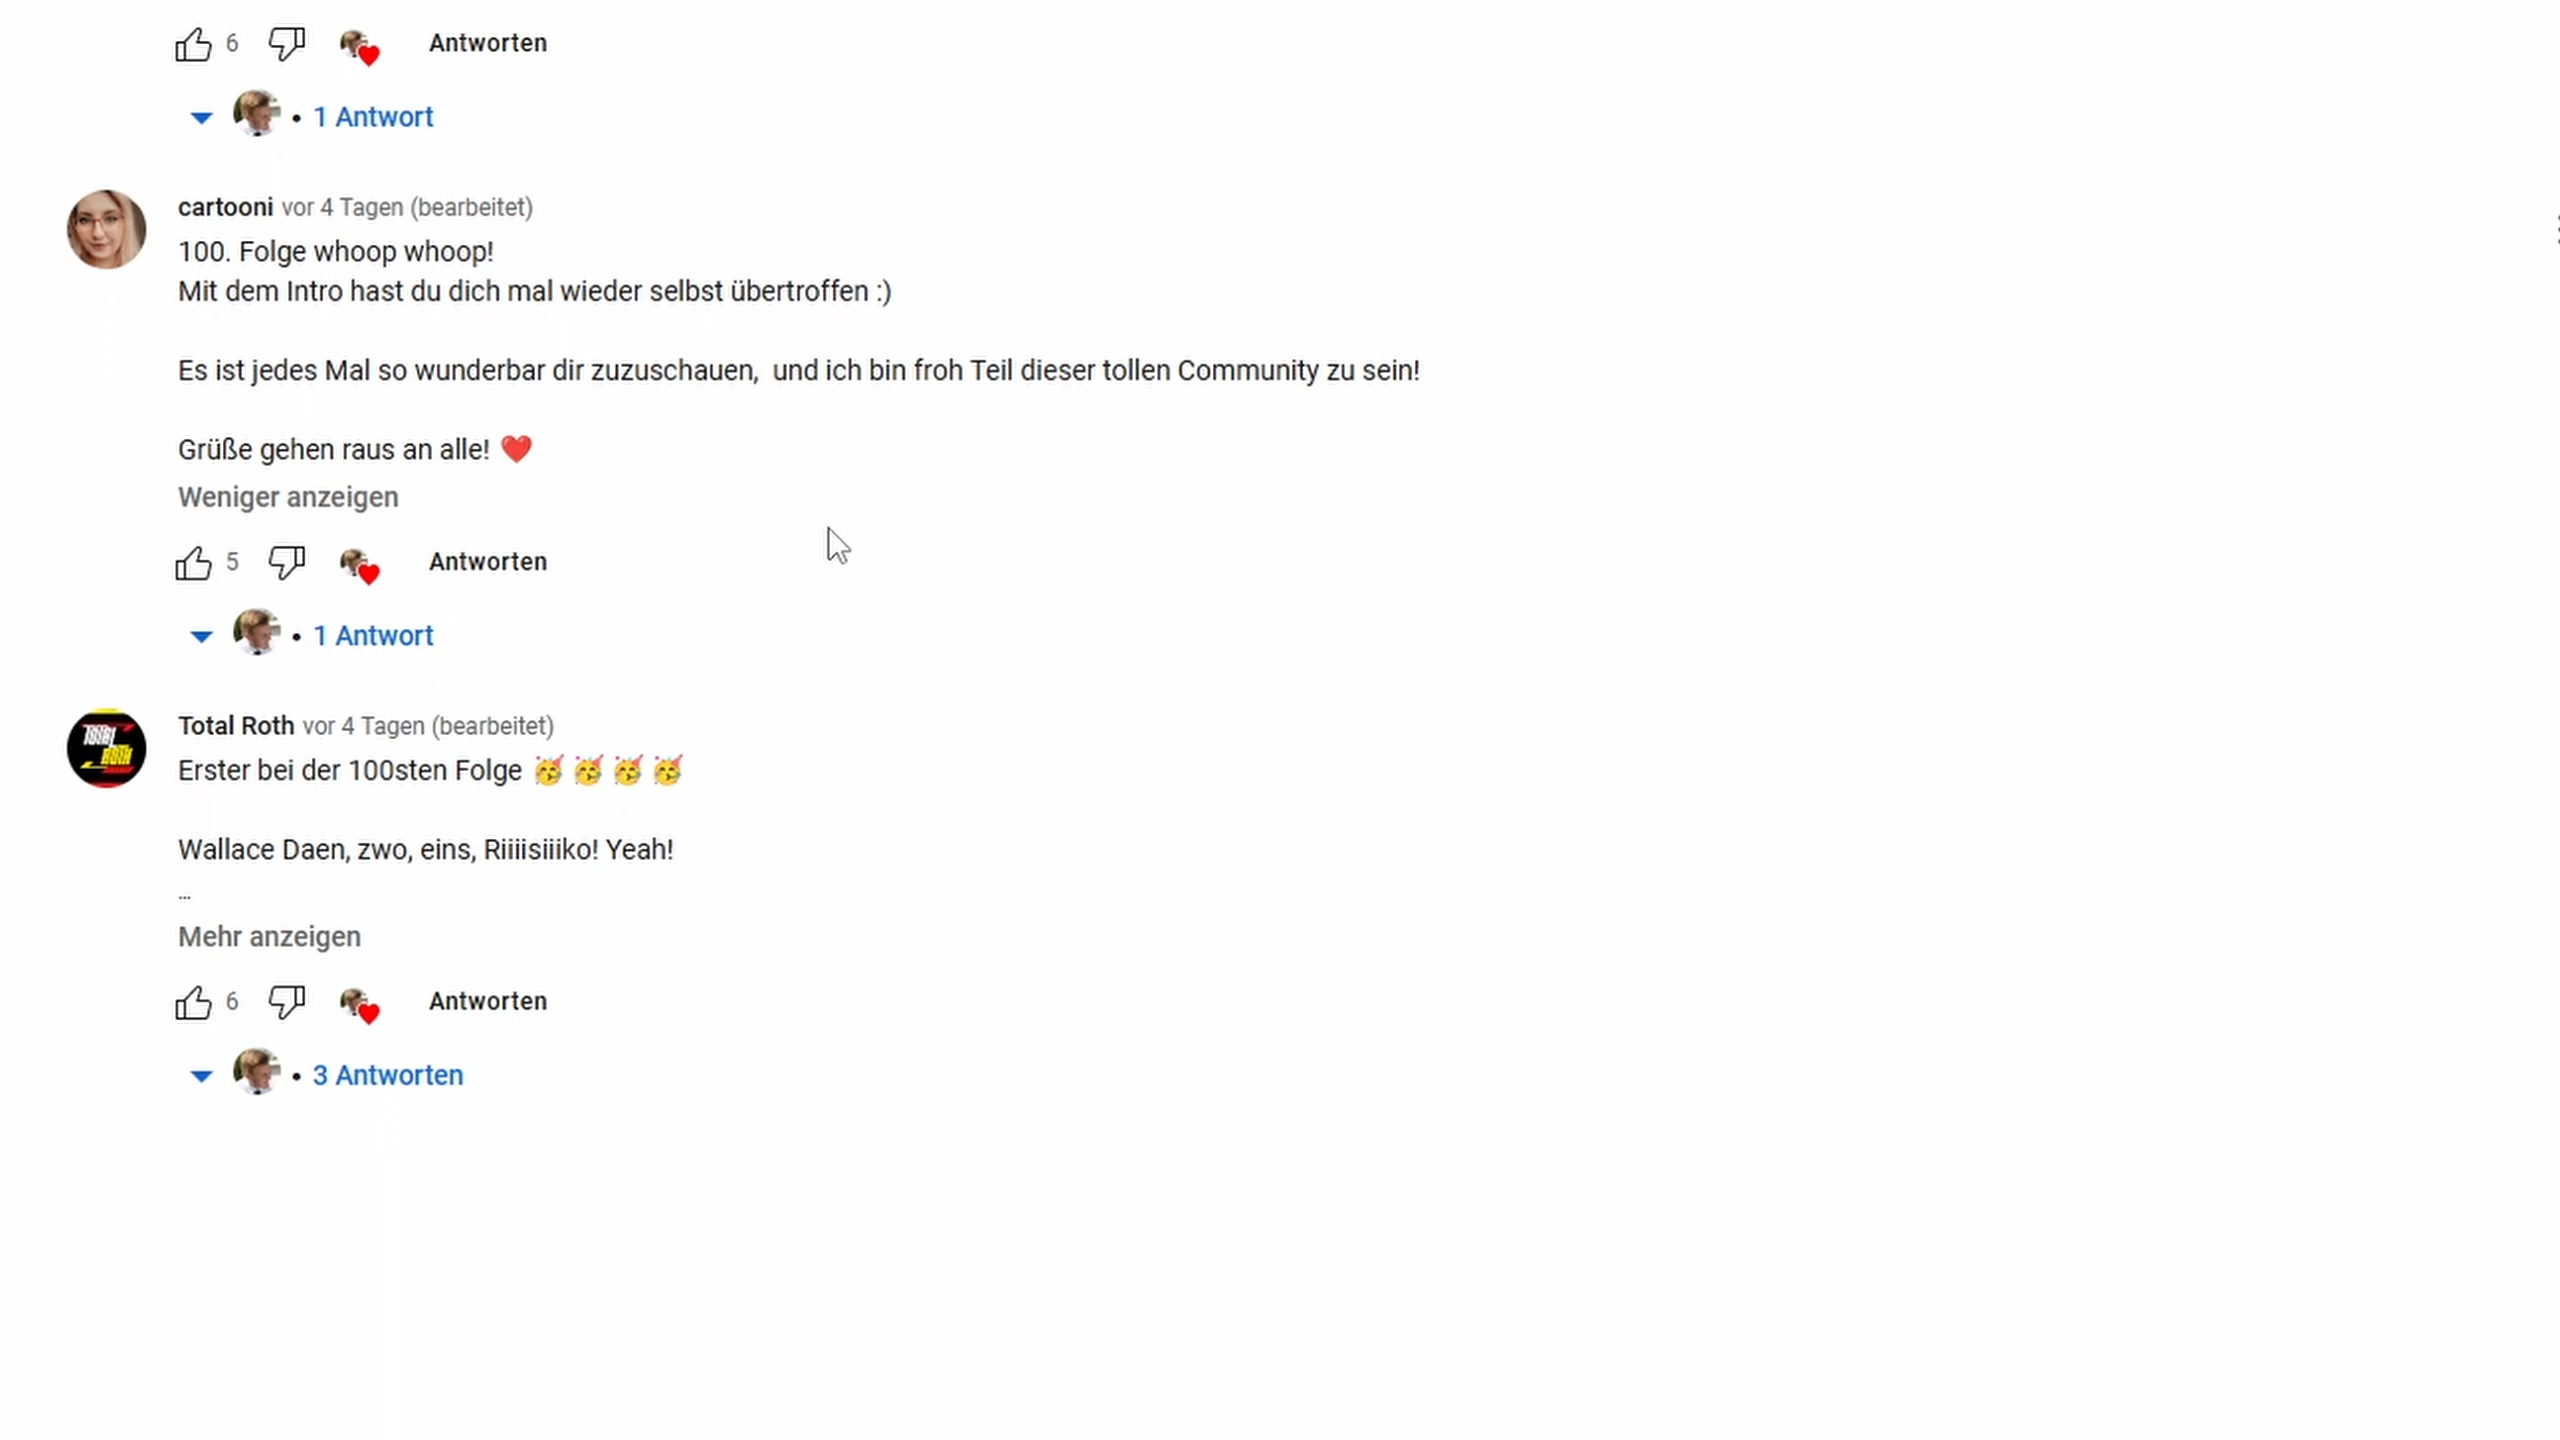 6 Antworten
• 1 Antwort
cartooni vor 4 Tagen (bearbeitet)
100. Folge whoop whoop!
Mit dem Intro hast du dich mal wieder selbst übertroffen :)
Es ist jedes Mal so wunderbar dir zuzuschauen,  und ich bin froh Teil dieser tollen Community zu sein!
Grüße gehen raus an alle! ❤️
Weniger anzeigen
5 Antworten
• 1 Antwort
TOTAL
ROTH
Total Roth vor 4 Tagen (bearbeitet)
Erster bei der 100sten Folge 🥳🥳🥳🥳
Wallace Daen, zwo, eins, Riiiisiiiko! Yeah!
...
Mehr anzeigen
6 Antworten
• 3 Antworten